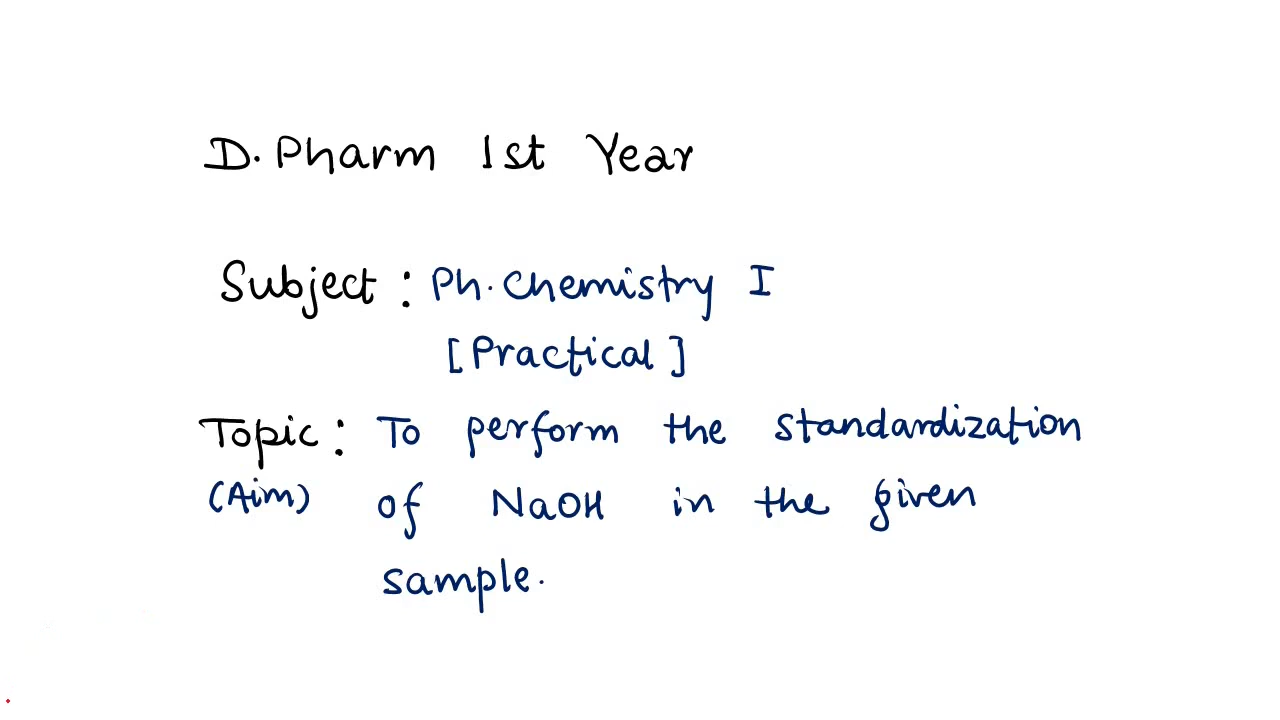 D. Pharm 1st Year
Subject : Ph. Chemistry I
[Practical]
Topic : To perform the standardization
(Aim) of NaOH in the given
sample.